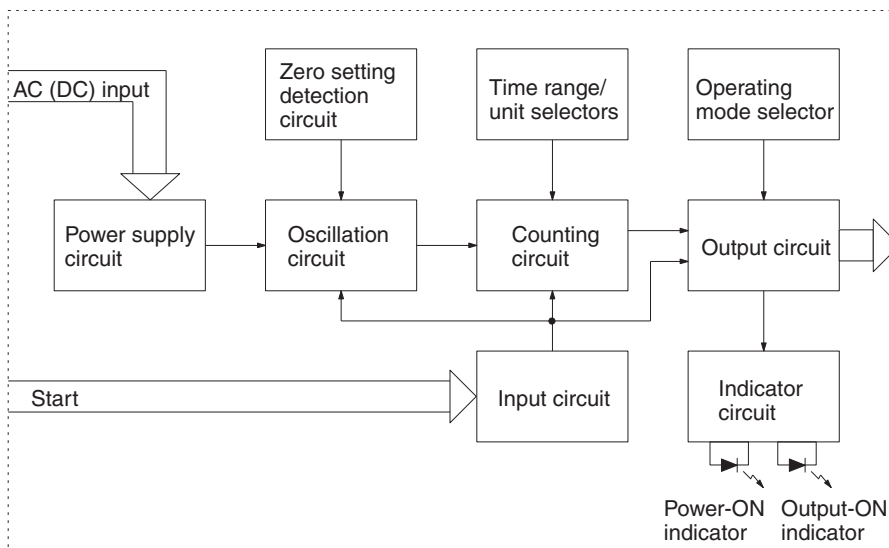 AC (DC) input
Zero setting
detection
circuit
Time range/
unit selectors
Operating
mode selector
Power supply
circuit
Oscillation
circuit
Counting
circuit
Output circuit
Start
Input circuit
Indicator
circuit
Power-ON
indicator
Output-ON
indicator